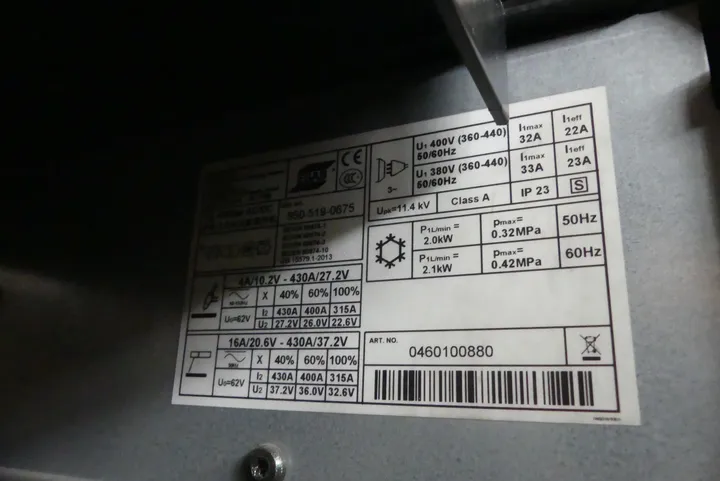 ESAB
CE
CCC
950-519-0675
3~
U1 400V (360-440)
50/60Hz
I1max
32A
I1eff
22A
U1 380V (360-440)
50/60Hz
I1max
33A
I1eff
23A
Upk=11.4 kV
Class A
IP 23
S
P1L/min =
2.0kW
pmax=
0.32MPa
50Hz
P1L/min =
2.1kW
pmax=
0.42MPa
60Hz
4A/10.2V - 430A/27.2V
X 40% 60% 100%
U0=62V
I2 430A 400A 315A
U2 27.2V 26.0V 22.6V
16A/20.6V - 430A/37.2V
X 40% 60% 100%
U0=62V
I2 430A 400A 315A
U2 37.2V 36.0V 32.6V
ART. NO.
0460100880